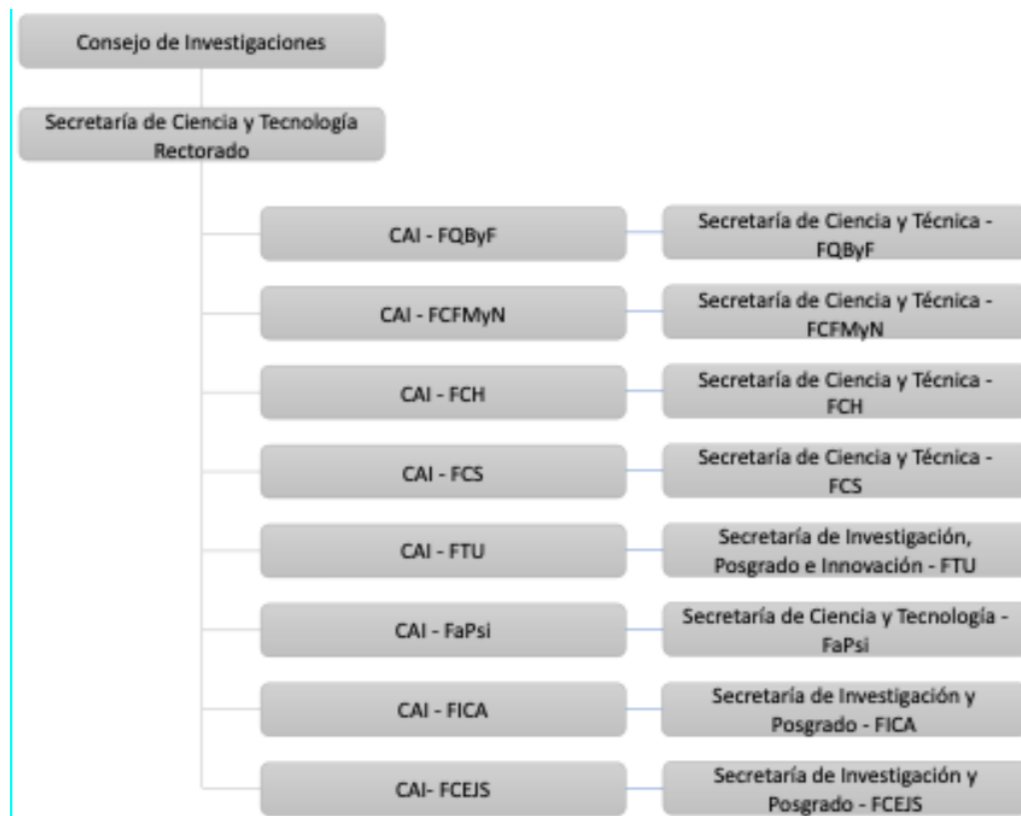 Consejo de Investigaciones
Secretaría de Ciencia y Tecnología
Rectorado
CAI - FQByF
Secretaría de Ciencia y Técnica -
FQByF
CAI - FCFMyN
Secretaría de Ciencia y Técnica -
FCFMyN
CAI - FCH
Secretaría de Ciencia y Técnica -
FCH
CAI - FCS
Secretaría de Ciencia y Técnica -
FCS
CAI - FTU
Secretaría de Investigación,
Posgrado e Innovación - FTU
CAI - FaPsi
Secretaría de Ciencia y Tecnología -
FaPsi
CAI - FICA
Secretaría de Investigación y
Posgrado - FICA
CAI- FCEJS
Secretaría de Investigación y
Posgrado - FCEJS